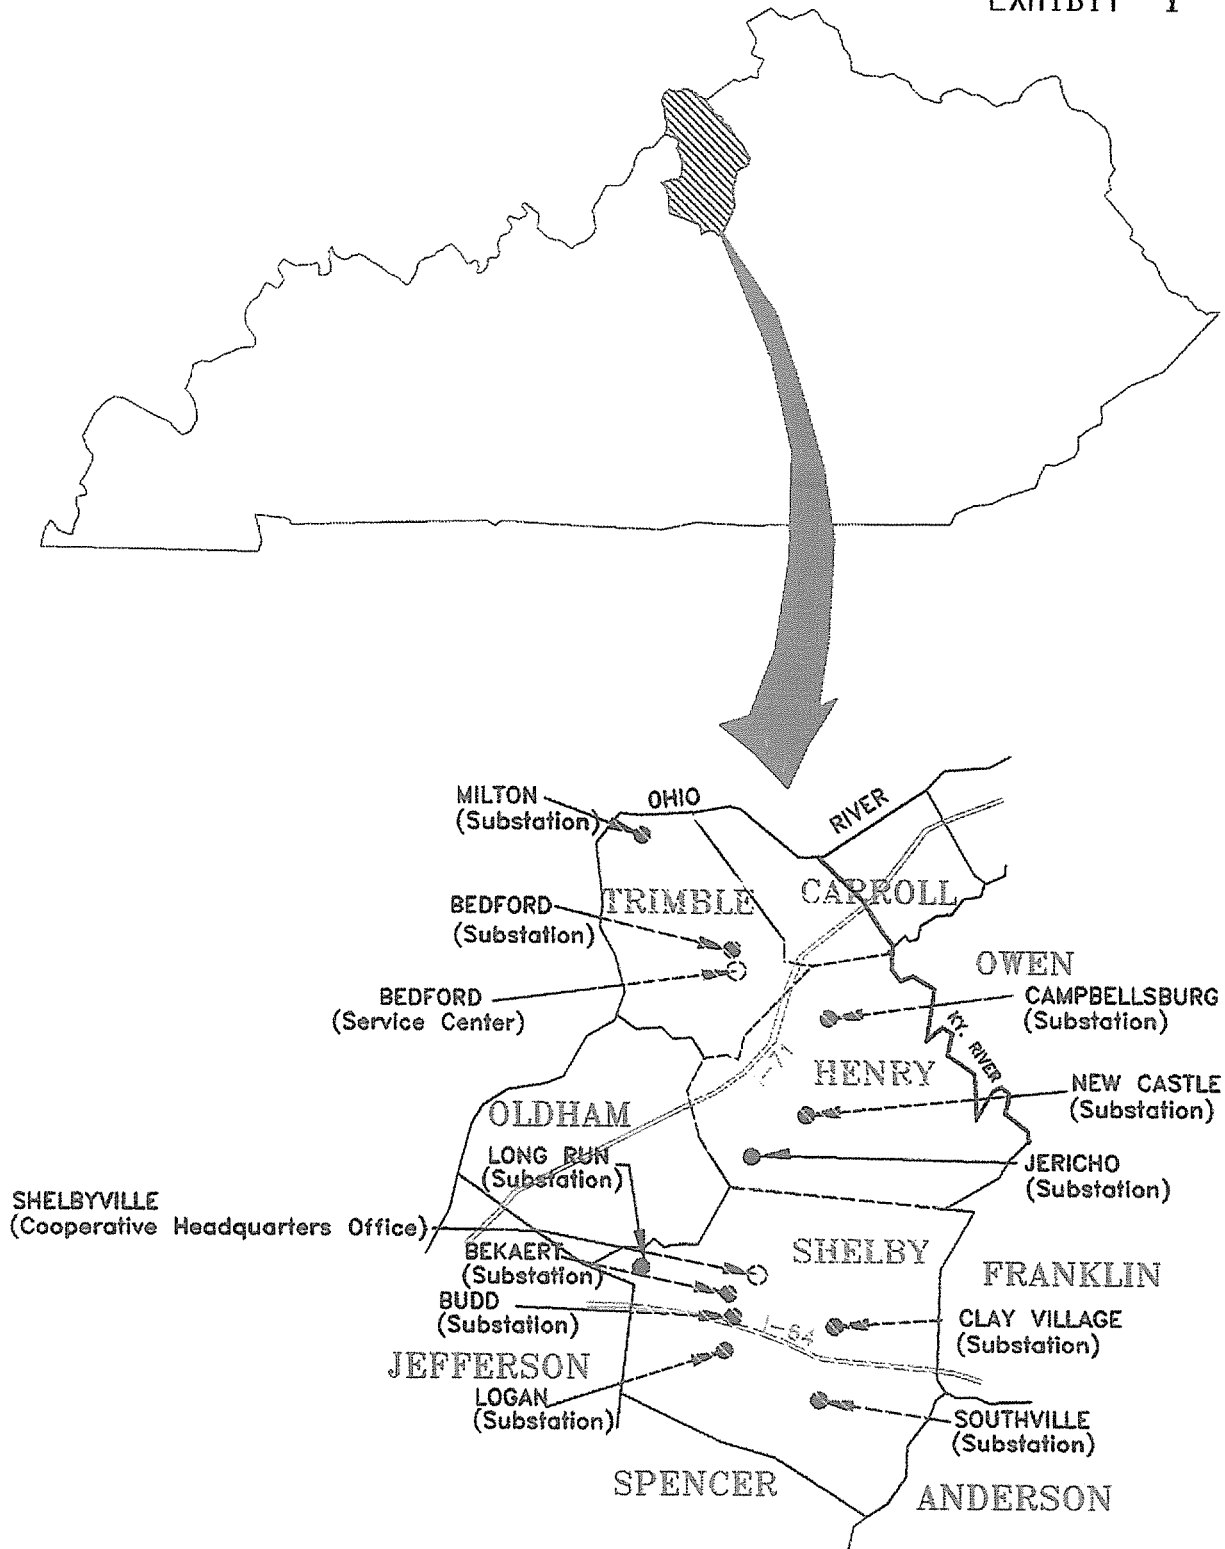 EXHIBIT Y
MILTON
(Substation)
OHIO
RIVER
TRIMBLE
CARROLL
BEDFORD
(Substation)
OWEN
BEDFORD
(Service Center)
CAMPBELLSBURG
(Substation)
KY. RIVER
I-71
HENRY
NEW CASTLE
(Substation)
OLDHAM
LONG RUN
(Substation)
JERICHO
(Substation)
SHELBYVILLE
(Cooperative Headquarters Office)
SHELBY
FRANKLIN
BEKAERT
(Substation)
BUDD
(Substation)
I-64
CLAY VILLAGE
(Substation)
JEFFERSON
LOGAN
(Substation)
SOUTHVILLE
(Substation)
SPENCER
ANDERSON